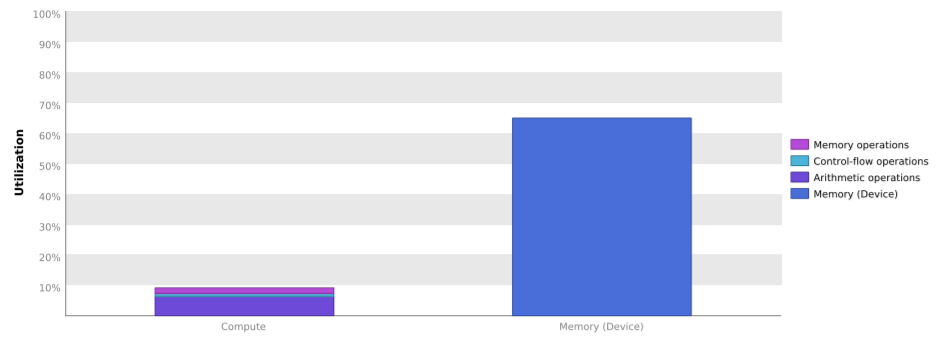 100%
90%
80%
70%
60%
50%
40%
30%
20%
10%
Utilization
Compute
Memory (Device)
Memory operations
Control-flow operations
Arithmetic operations
Memory (Device)